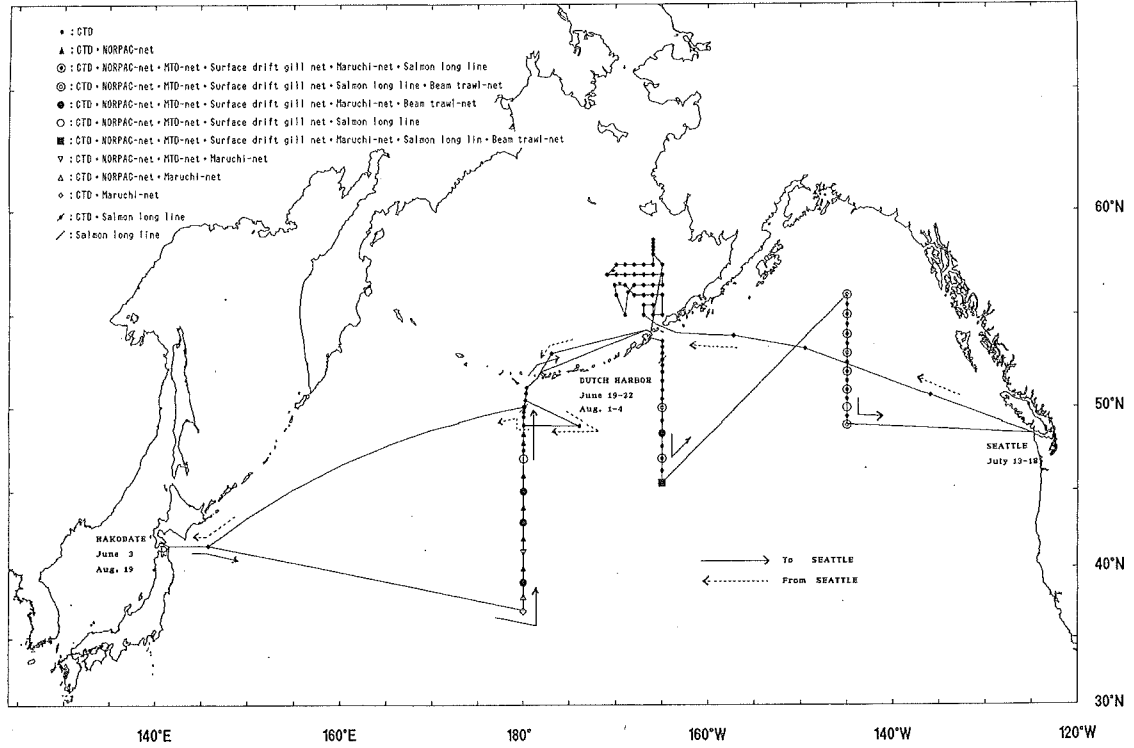 : CTD
: CTD・NORPAC-net
: CTD・NORPAC-net・MTD-net・Surface drift gill net・Maruchi-net・Salmon long line
: CTD・NORPAC-net・MTD-net・Surface drift gill net・Salmon long line・Beam trawl-net
: CTD・NORPAC-net・MTD-net・Surface drift gill net・Maruchi-net・Beam trawl-net
: CTD・NORPAC-net・MTD-net・Surface drift gill net・Salmon long line
: CTD・NORPAC-net・MTD-net・Surface drift gill net・Maruchi-net・Salmon long lin・Beam trawl-net
: CTD・NORPAC-net・MTD-net・Maruchi-net
: CTD・NORPAC-net・Maruchi-net
: CTD・Maruchi-net
: CTD・Salmon long line
: Salmon long line
60°N
DUTCH HARBOR
June 19-22
Aug. 1-4
50°N
SEATTLE
July 13-18
HAKODATE
June 3
Aug. 19
40°N
To SEATTLE
From SEATTLE
30°N
140°E
160°E
180°
160°W
140°W
120°W